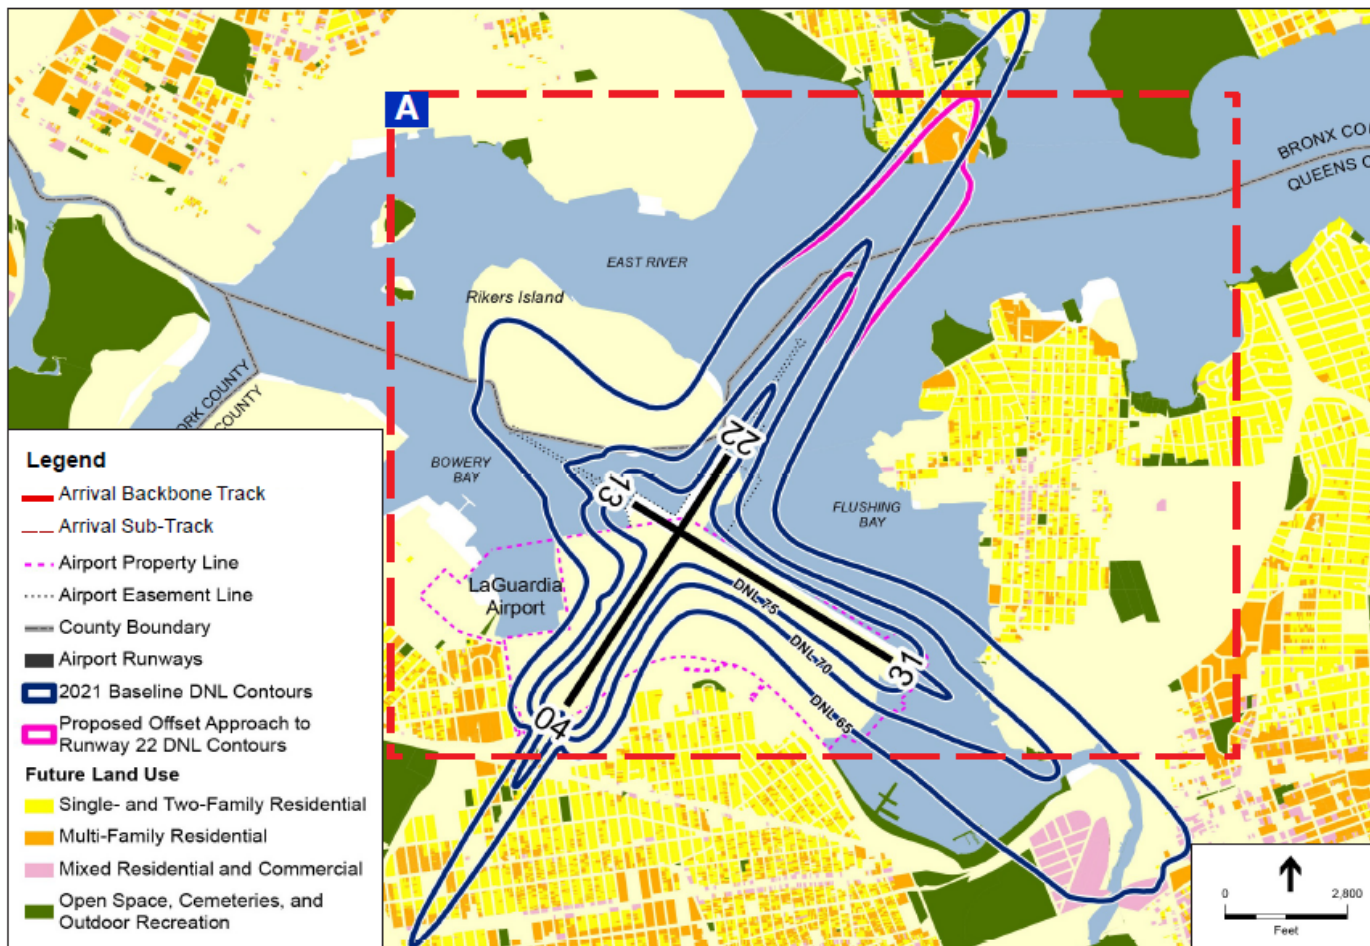 A
BRONX CO
QUEENS C
EAST RIVER
Rikers Island
ORK COUNTY
COUNTY
22
BOWERY
BAY
13
FLUSHING
BAY
LaGuardia
Airport
DNL 75
DNL 70
31
DNL 65
04
Legend
Arrival Backbone Track
Arrival Sub-Track
Airport Property Line
Airport Easement Line
County Boundary
Airport Runways
2021 Baseline DNL Contours
Proposed Offset Approach to
Runway 22 DNL Contours
Future Land Use
Single- and Two-Family Residential
Multi-Family Residential
Mixed Residential and Commercial
Open Space, Cemeteries, and
Outdoor Recreation
0 2,800
Feet